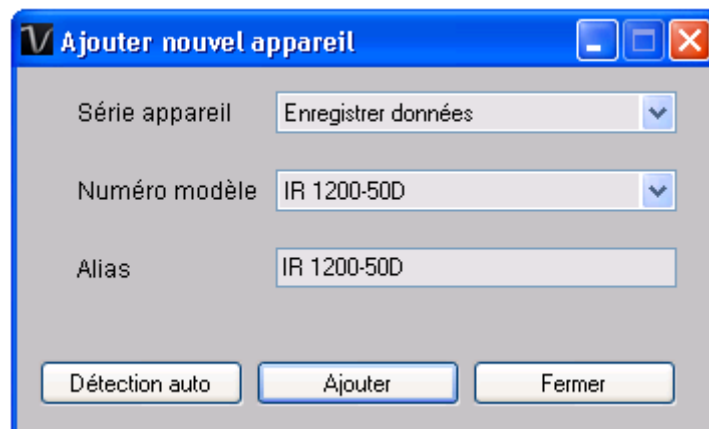 Ajouter nouvel appareil
Série appareil Enregistrer données
Numéro modèle IR 1200-50D
Alias IR 1200-50D
Détection auto Ajouter Fermer